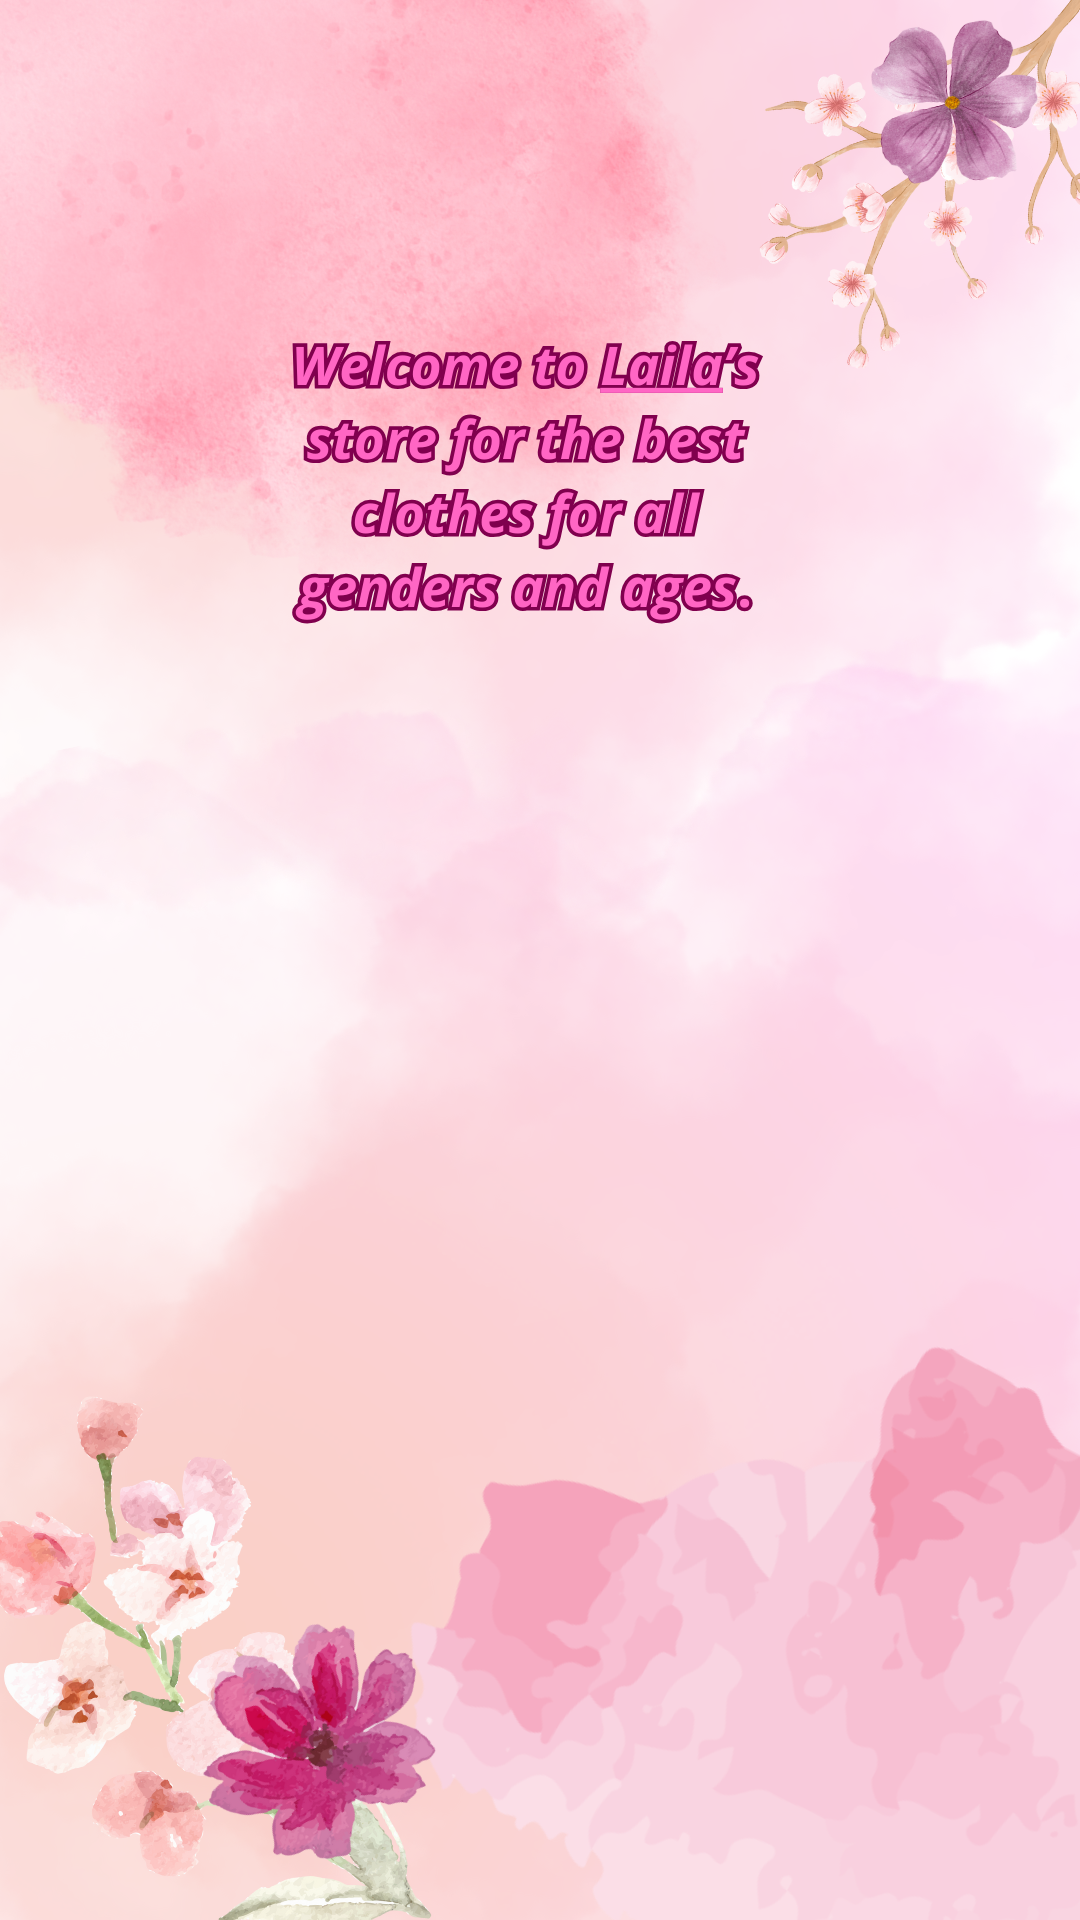 Welcome to Laila's
store for the best
clothes for all
genders and ages.